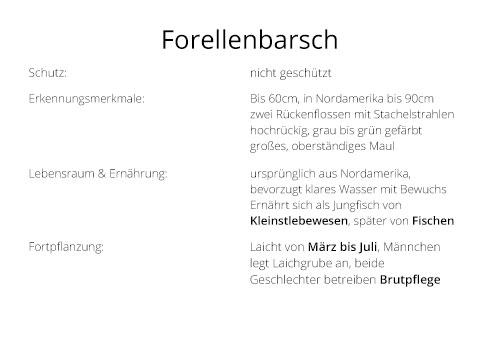 Forellenbarsch
Schutz: nicht geschützt
Erkennungsmerkmale: Bis 60cm, in Nordamerika bis 90cm
zwei Rückenflossen mit Stachelstrahlen
hochrückig, grau bis grün gefärbt
großes, oberständiges Maul
Lebensraum & Ernährung: ursprünglich aus Nordamerika,
bevorzugt klares Wasser mit Bewuchs
Ernährt sich als Jungfisch von
Kleinstlebewesen, später von Fischen
Fortpflanzung: Laicht von März bis Juli, Männchen
legt Laichgrube an, beide
Geschlechter betreiben Brutpflege